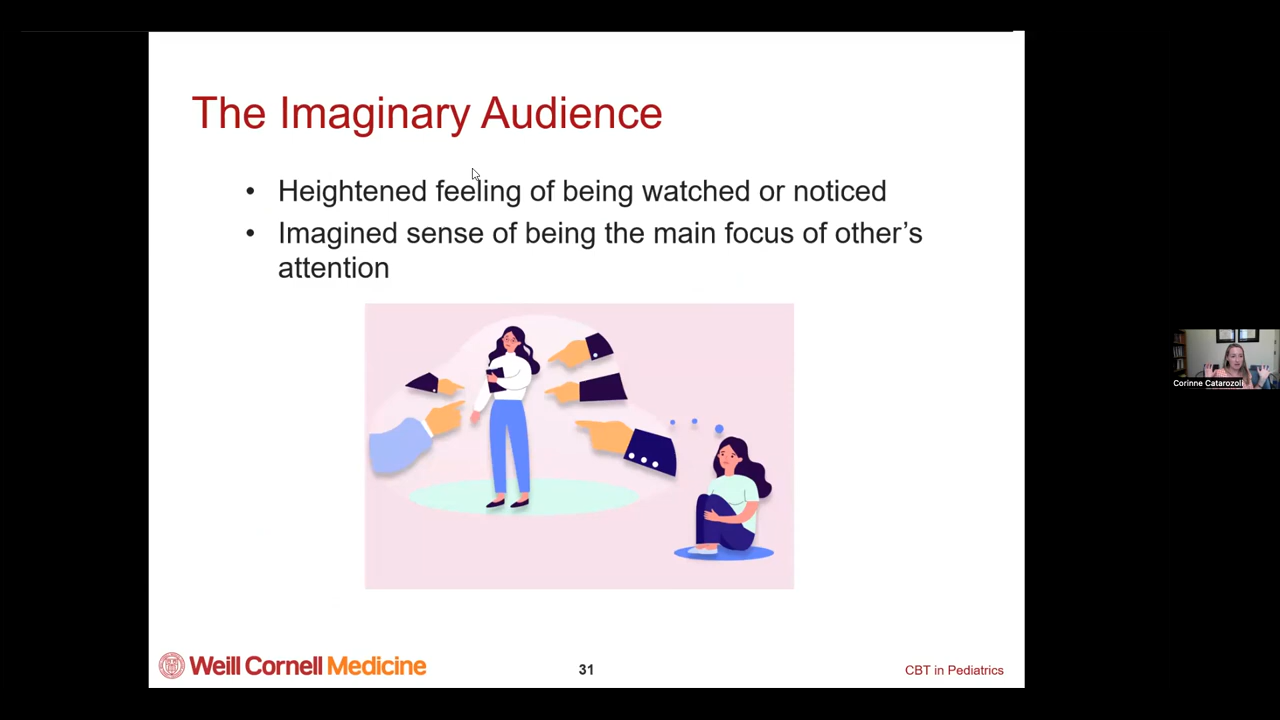 The Imaginary Audience
• Heightened feeling of being watched or noticed
• Imagined sense of being the main focus of other’s
attention
Corinne Catarozoli
Weill Cornell Medicine
31
CBT in Pediatrics